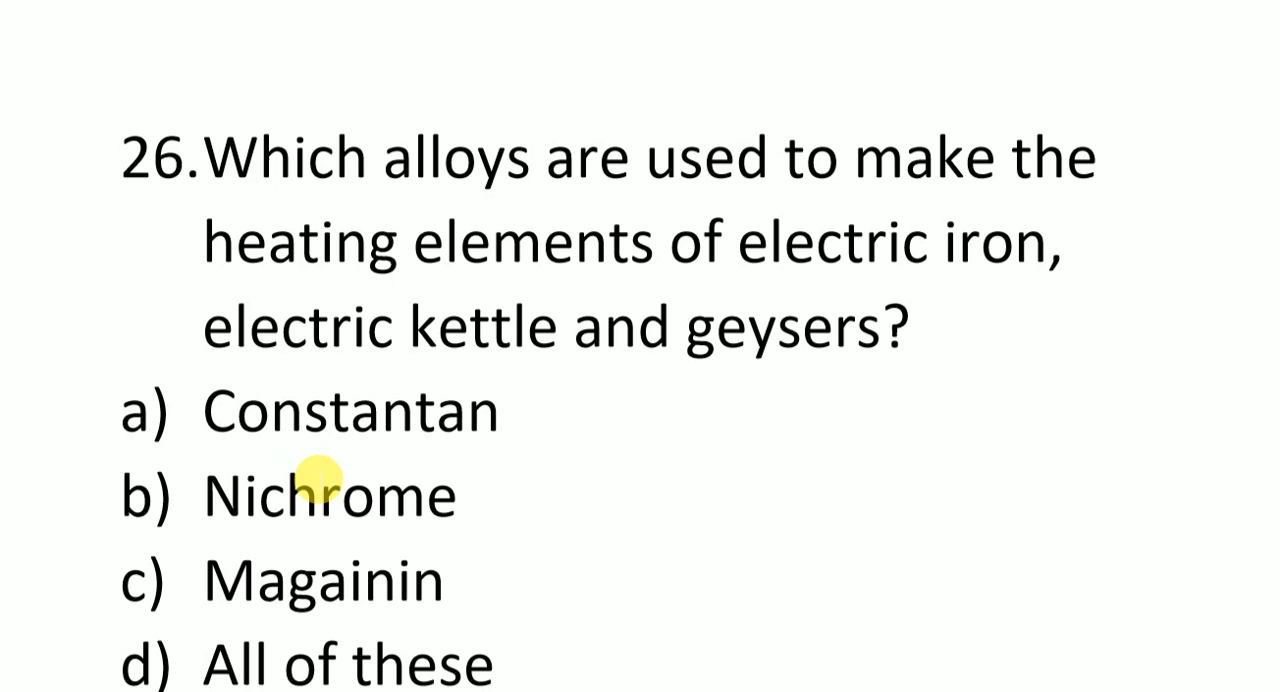 26.Which alloys are used to make the
heating elements of electric iron,
electric kettle and geysers?
a) Constantan
b) Nichrome
c) Magainin
d) All of these